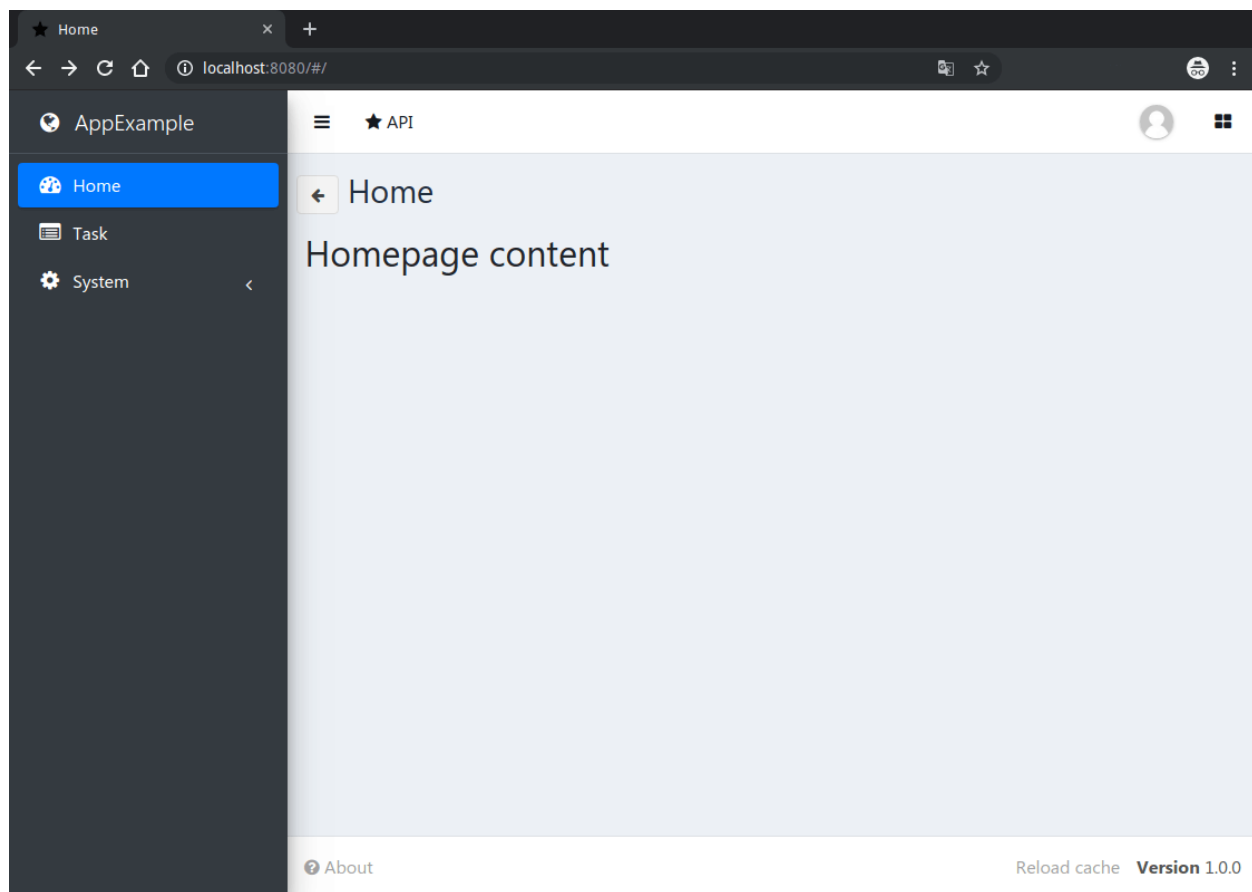 Home
localhost:8080/#/
AppExample
API
Home
Home
Task
Homepage content
System
About
Reload cache Version 1.0.0